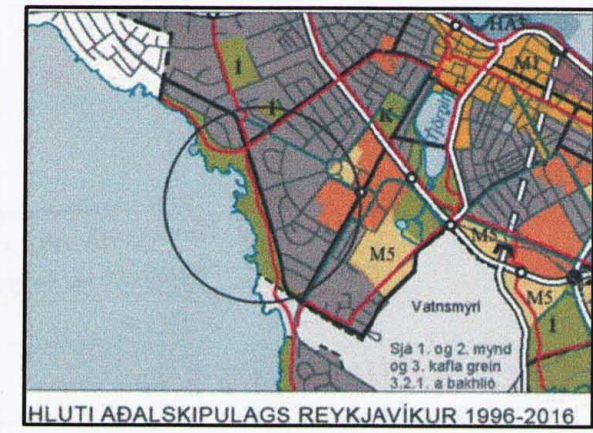 HA3
M1
I
I
K
Tjörnin
M5
M5
M5
I
Vatnsmýri
Sjá 1. og 2. mynd
og 3. kafla grein
3.2.1. a bakhlið
HLUTI AÐALSKIPULAGS REYKJAVÍKUR 1996-2016